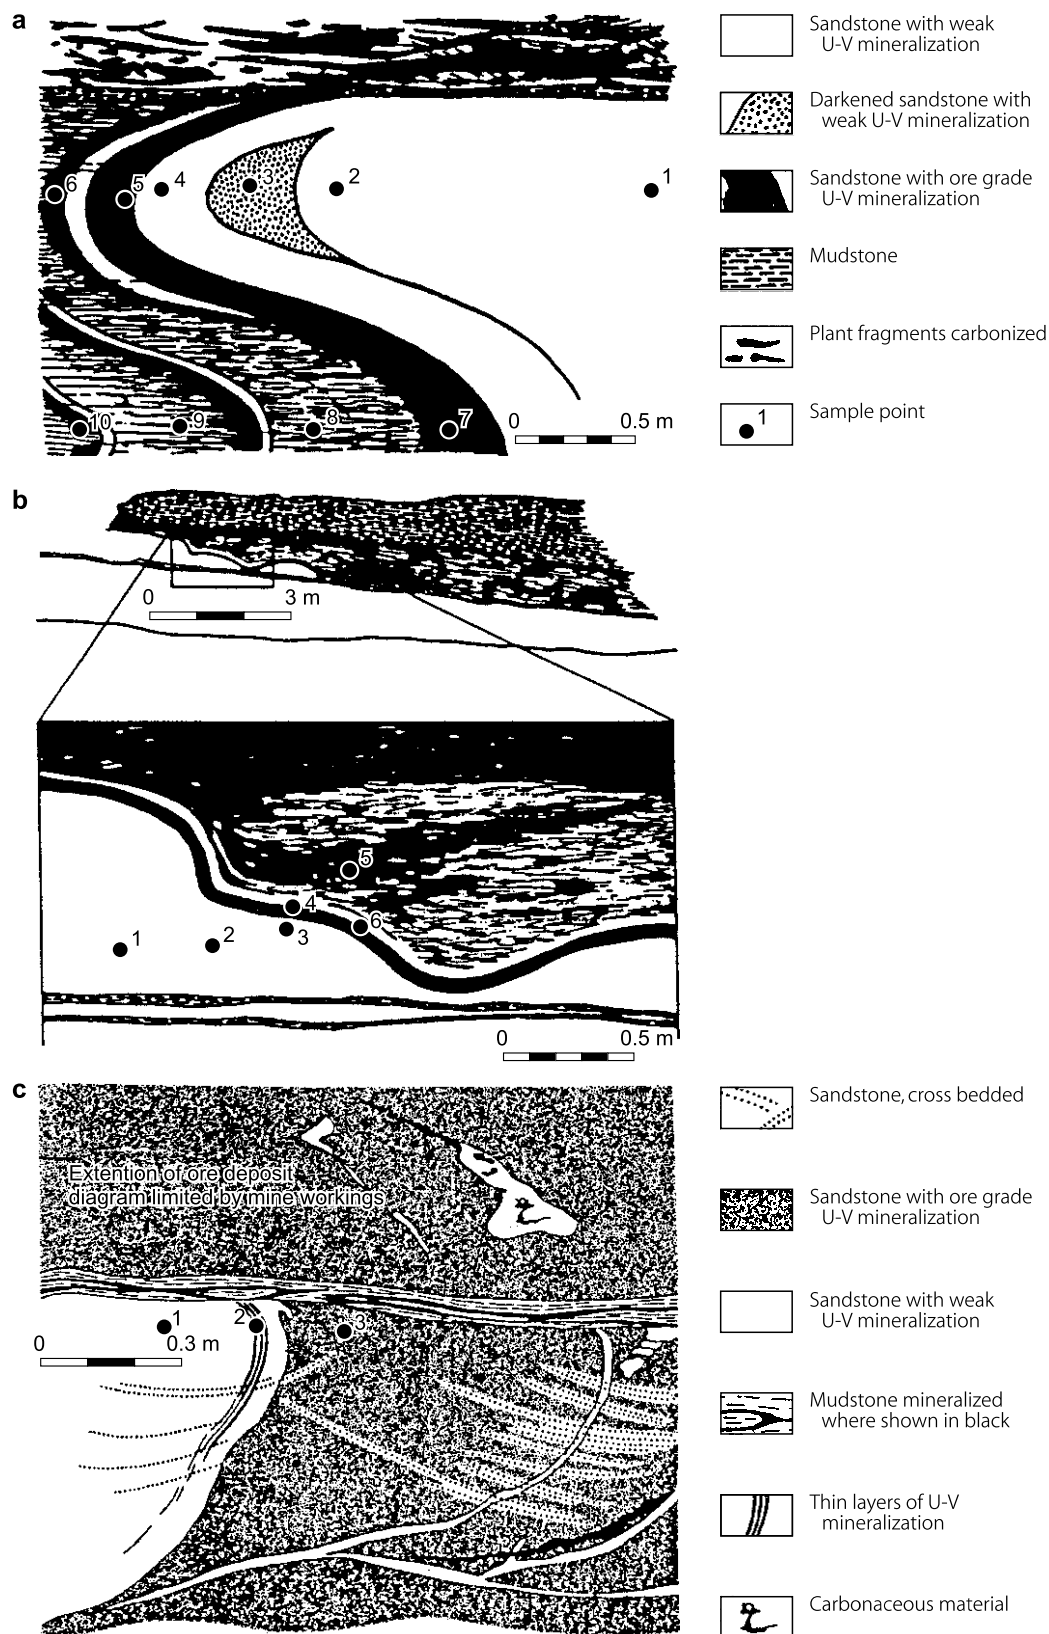 a
Sandstone with weak
U-V mineralization
Darkened sandstone with
weak U-V mineralization
Sandstone with ore grade
U-V mineralization
Mudstone
Plant fragments carbonized
1
Sample point
6
5
4
3
2
1
10
9
8
7
0
0.5 m
b
0
3 m
1
2
3
4
5
6
0
0.5 m
c
Extention of ore deposit
diagram limited by mine workings
1
2
3
0
0.3 m
Sandstone, cross bedded
Sandstone with ore grade
U-V mineralization
Sandstone with weak
U-V mineralization
Mudstone mineralized
where shown in black
Thin layers of U-V
mineralization
Carbonaceous material